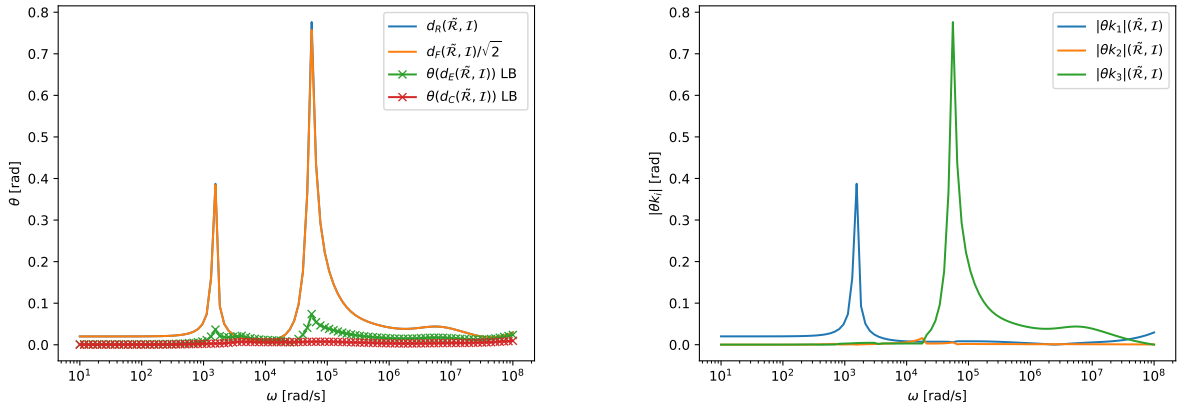 0.8
0.7
0.6
0.5
0.4
0.3
0.2
0.1
0.0
θ [rad]
10¹ 10² 10³ 10⁴ 10⁵ 10⁶ 10⁷ 10⁸
ω [rad/s]
d_R(R̃, I)
d_F(R̃, I)/√2
θ(d_E(R̃, I)) LB
θ(d_C(R̃, I)) LB
0.8
0.7
0.6
0.5
0.4
0.3
0.2
0.1
0.0
|θk_i| [rad]
10¹ 10² 10³ 10⁴ 10⁵ 10⁶ 10⁷ 10⁸
ω [rad/s]
|θk₁|(R̃, I)
|θk₂|(R̃, I)
|θk₃|(R̃, I)